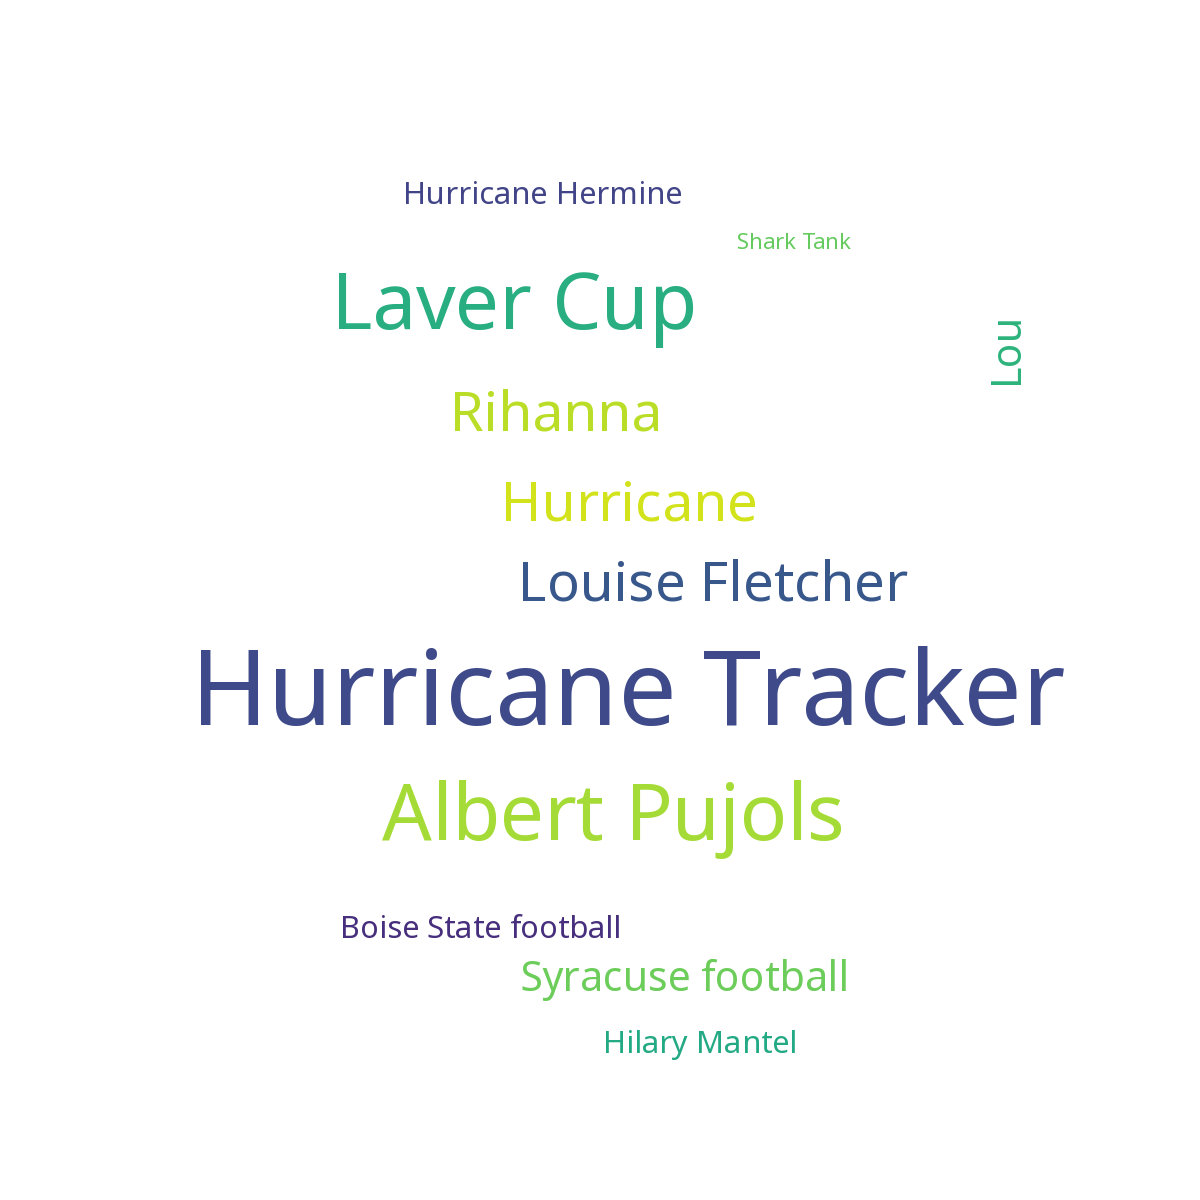 Hurricane Hermine
Shark Tank
Laver Cup
Lou
Rihanna
Hurricane
Louise Fletcher
Hurricane Tracker
Albert Pujols
Boise State football
Syracuse football
Hilary Mantel